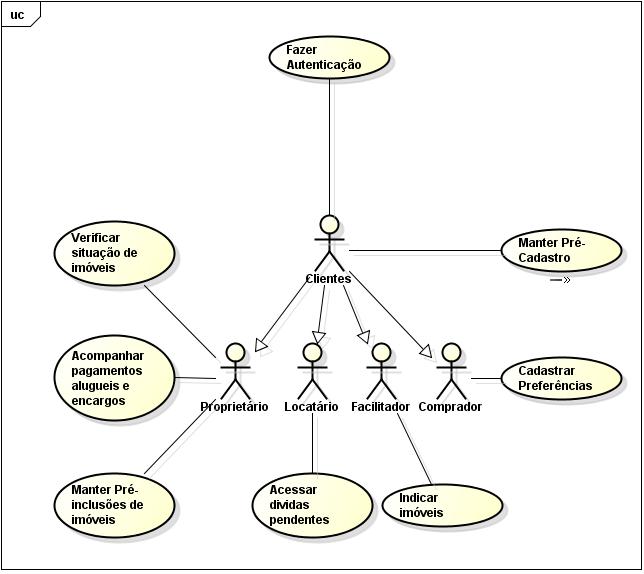 uc
Fazer
Autenticação
Verificar
situação de
imóveis
Manter Pré-
Cadastro
Clientes
Acompanhar
pagamentos
alugueis e
encargos
Cadastrar
Preferências
Proprietário
Locatário
Facilitador
Comprador
Manter Pré-
inclusões de
imóveis
Acessar
dividas
pendentes
Indicar
imóveis